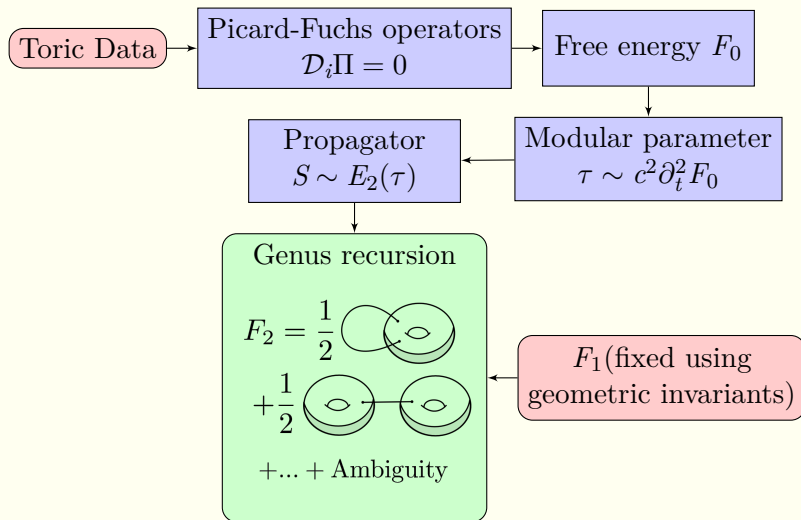 Toric Data
Picard-Fuchs operators
𝒟ᵢΠ = 0
Free energy F₀
Modular parameter
τ ∼ c²∂ₜ²F₀
Propagator
S ∼ E₂(τ)
Genus recursion
F₂ = 1/2
+1/2
+... + Ambiguity
F₁(fixed using
geometric invariants)